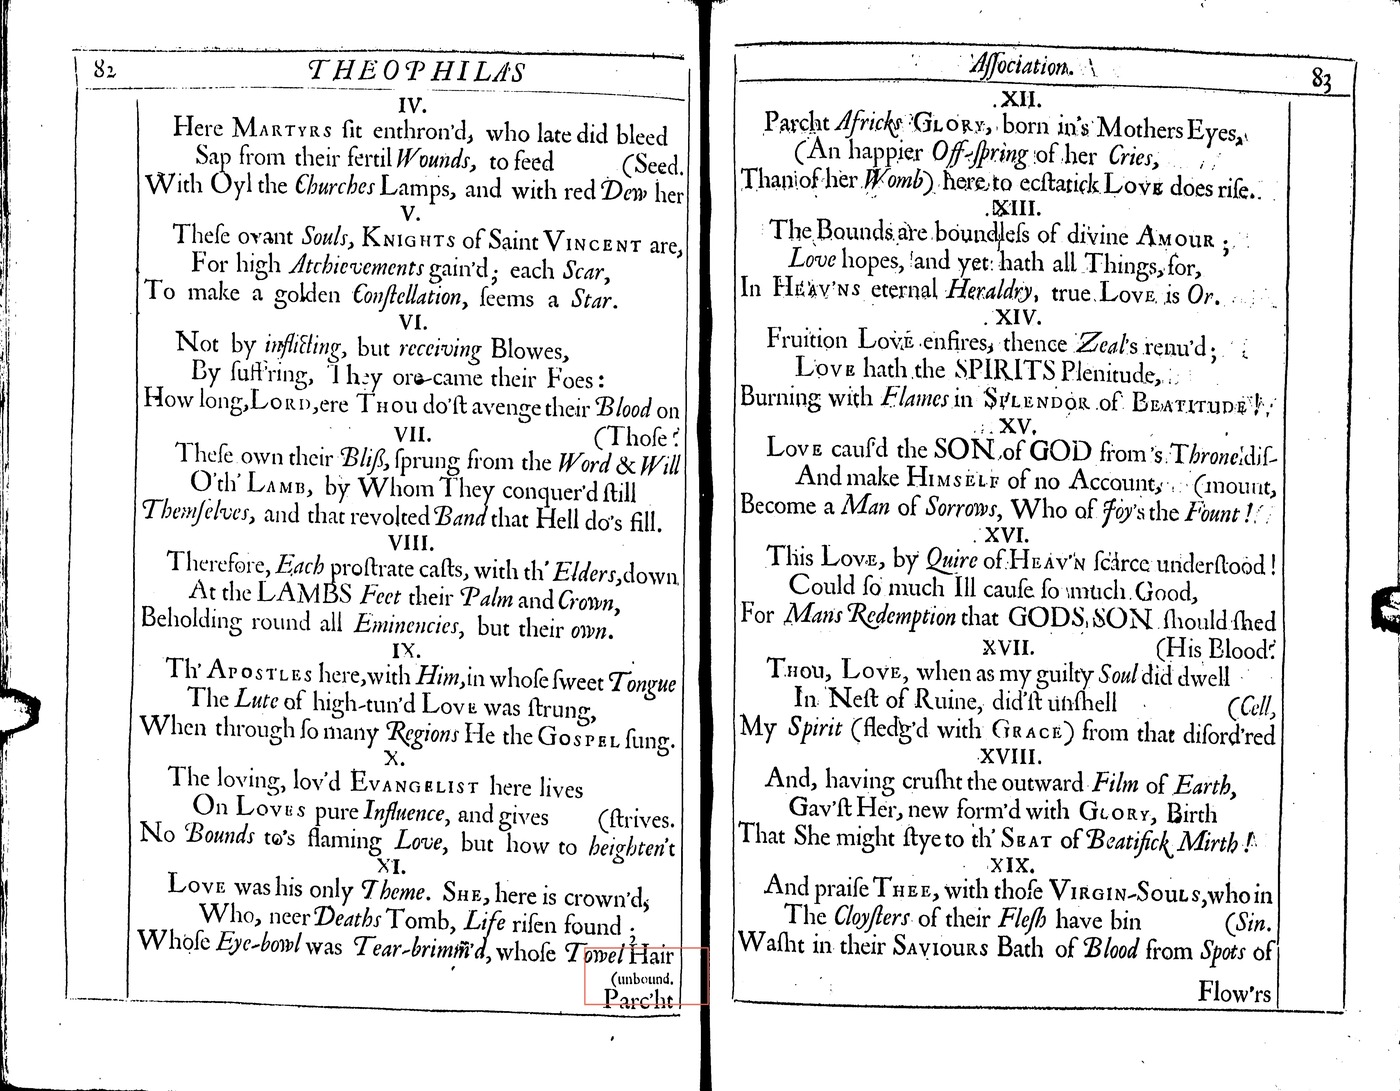 82
THEOPHILAS
IV.
Here MARTYRS ſit enthron'd, who late did bleed
Sap from their fertil Wounds, to feed (Seed.
With Oyl the Churches Lamps, and with red Dew her
V.
Theſe ovant Souls, KNIGHTS of Saint VINCENT are,
For high Atchievements gain'd; each Scar,
To make a golden Conſtellation, ſeems a Star.
VI.
Not by inflicting, but receiving Blowes,
By ſuff'ring, They ore-came their Foes:
How long, LORD, ere THOU do'ſt avenge their Blood on
VII. (Thoſe?
Theſe own their Bliß, ſprung from the Word & Will
O'th' LAMB, by Whom They conquer'd ſtill
Themſelves, and that revolted Band that Hell do's fill.
VIII.
Therefore, Each proſtrate caſts, with th' Elders, down
At the LAMBS Feet their Palm and Crown,
Beholding round all Eminencies, but their own.
IX.
Th' APOSTLES here, with Him, in whoſe ſweet Tongue
The Lute of high-tun'd LOVE was ſtrung,
When through ſo many Regions He the GOSPEL ſung.
X.
The loving, lov'd EVANGELIST here lives
On LOVES pure Influence, and gives (ſtrives.
No Bounds to's flaming Love, but how to heighten't
XI.
LOVE was his only Theme. SHE, here is crown'd,
Who, neer Deaths Tomb, Life riſen found;
Whoſe Eye-bowl was Tear-brimm'd, whoſe Towel Hair
(unbound.
Parc'ht
Aſſociation.
83
XII.
Parcht Africks GLORY, born in's Mothers Eyes,
(An happier Off-ſpring of her Cries,
Than of her Womb) here to ecſtatick LOVE does riſe.
XIII.
The Bounds are boundleſs of divine AMOUR;
Love hopes, and yet hath all Things, for,
In HEAV'NS eternal Heraldry, true LOVE is Or.
XIV.
Fruition LOVE enfires, thence Zeal's renu'd;
LOVE hath the SPIRITS Plenitude,
Burning with Flames in SPLENDOR of BEATITUDE!
XV.
LOVE cauſ'd the SON of GOD from's Throne diſ-
And make HIMSELF of no Account, (mount,
Become a Man of Sorrows, Who of Joy's the Fount!
XVI.
This LOVE, by Quire of HEAV'N ſcarce underſtood!
Could ſo much Ill cauſe ſo much Good,
For Mans Redemption that GODS SON ſhould ſhed
XVII. (His Blood?
THOU, LOVE, when as my guilty Soul did dwell
In Neſt of Ruine, did'ſt unſhell (Cell,
My Spirit (fledg'd with GRACE) from that diſord'red
XVIII.
And, having cruſht the outward Film of Earth,
Gav'ſt Her, new form'd with GLORY, Birth
That She might ſtye to th' SEAT of Beatifick Mirth!
XIX.
And praiſe THEE, with thoſe VIRGIN-SOULS, who in
The Cloyſters of their Fleſh have bin (Sin.
Waſht in their SAVIOURS Bath of Blood from Spots of
Flow'rs